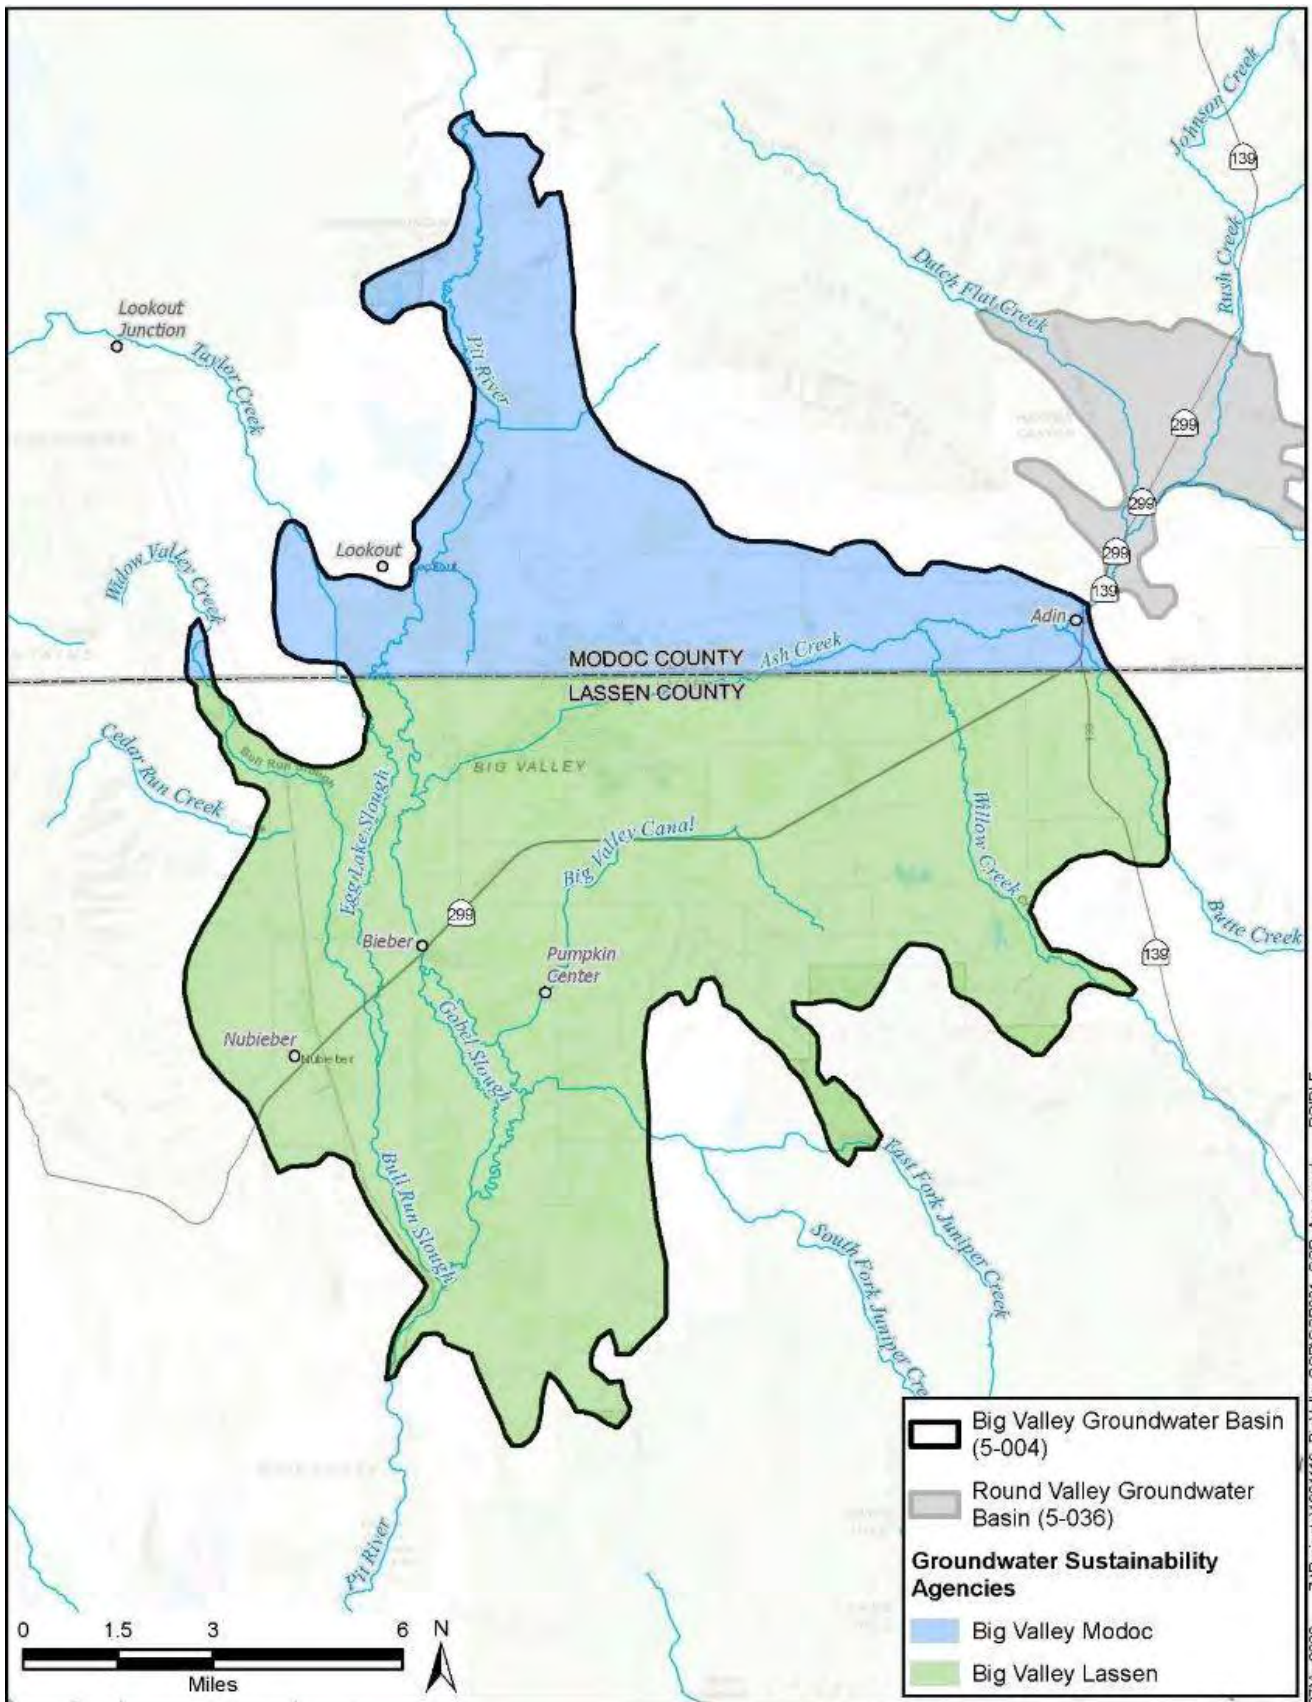 Johnson Creek
139
Dutch Flat Creek
Rush Creek
Lookout
Junction
Taylor Creek
Pit River
299
299
Widow Valley Creek
Lookout
299
139
Adin
MODOC COUNTY
Ash Creek
LASSEN COUNTY
Cedar Run Creek
Bull Run Slough
BIG VALLEY
139
Egg Lake Slough
Big Valley Canal
Willow Creek
299
Bieber
Butte Creek
139
Pumpkin
Center
Gobel Slough
Nubieber
Nubieber
Bull Run Slough
East Fork Juniper Creek
South Fork Juniper Cre
Pit River
Big Valley Groundwater Basin
(5-004)
Round Valley Groundwater
Basin (5-036)
Groundwater Sustainability
Agencies
Big Valley Modoc
Big Valley Lassen
0 1.5 3 6
Miles
N